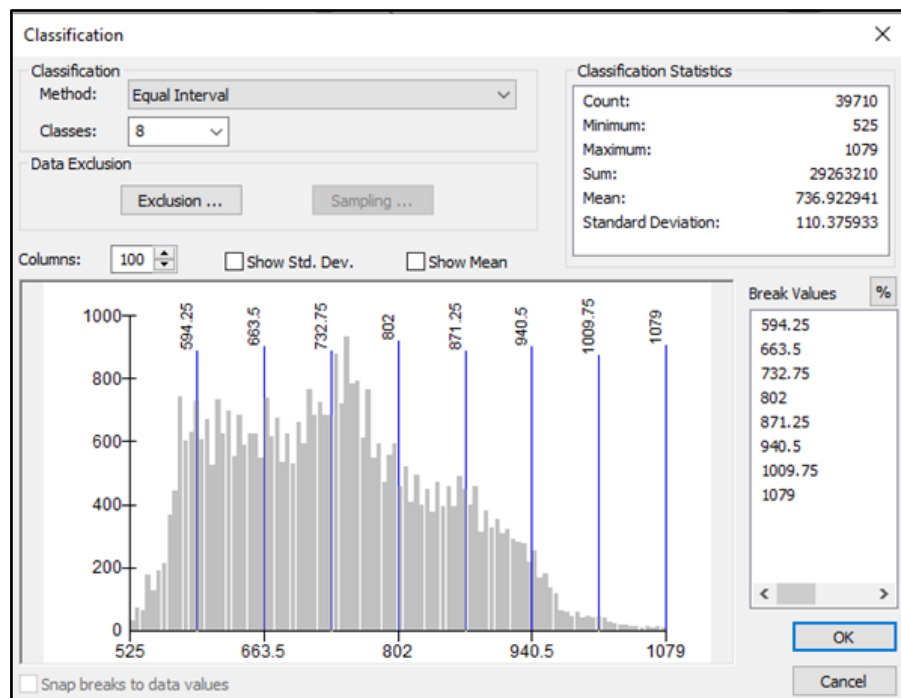 Classification
Classification
Method: Equal Interval
Classes: 8
Data Exclusion
Exclusion ...
Sampling ...
Classification Statistics
Count: 39710
Minimum: 525
Maximum: 1079
Sum: 29263210
Mean: 736.922941
Standard Deviation: 110.375933
Columns: 100
Show Std. Dev.
Show Mean
Break Values
%
594.25
663.5
732.75
802
871.25
940.5
1009.75
1079
1000
800
600
400
200
0
594.25
663.5
732.75
802
871.25
940.5
1009.75
1079
525
663.5
802
940.5
1079
Snap breaks to data values
OK
Cancel